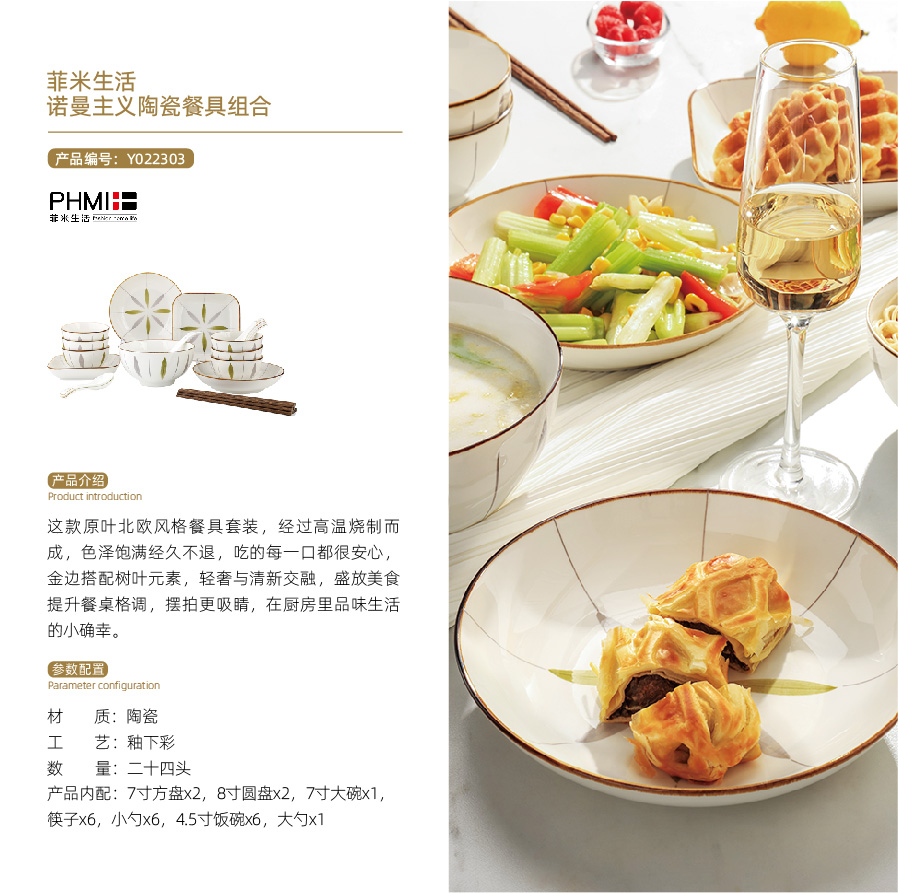 菲米生活
诺曼主义陶瓷餐具组合
产品编号：Y022303
PHMI
菲米生活 fashion home life
产品介绍
Product introduction
这款原叶北欧风格餐具套装，经过高温烧制而
成，色泽饱满经久不退，吃的每一口都很安心，
金边搭配树叶元素，轻奢与清新交融，盛放美食
提升餐桌格调，摆拍更吸睛，在厨房里品味生活
的小确幸。
参数配置
Parameter configuration
材 质：陶瓷
工 艺：釉下彩
数 量：二十四头
产品内配：7寸方盘x2，8寸圆盘x2，7寸大碗x1，
筷子x6，小勺x6，4.5寸饭碗x6，大勺x1